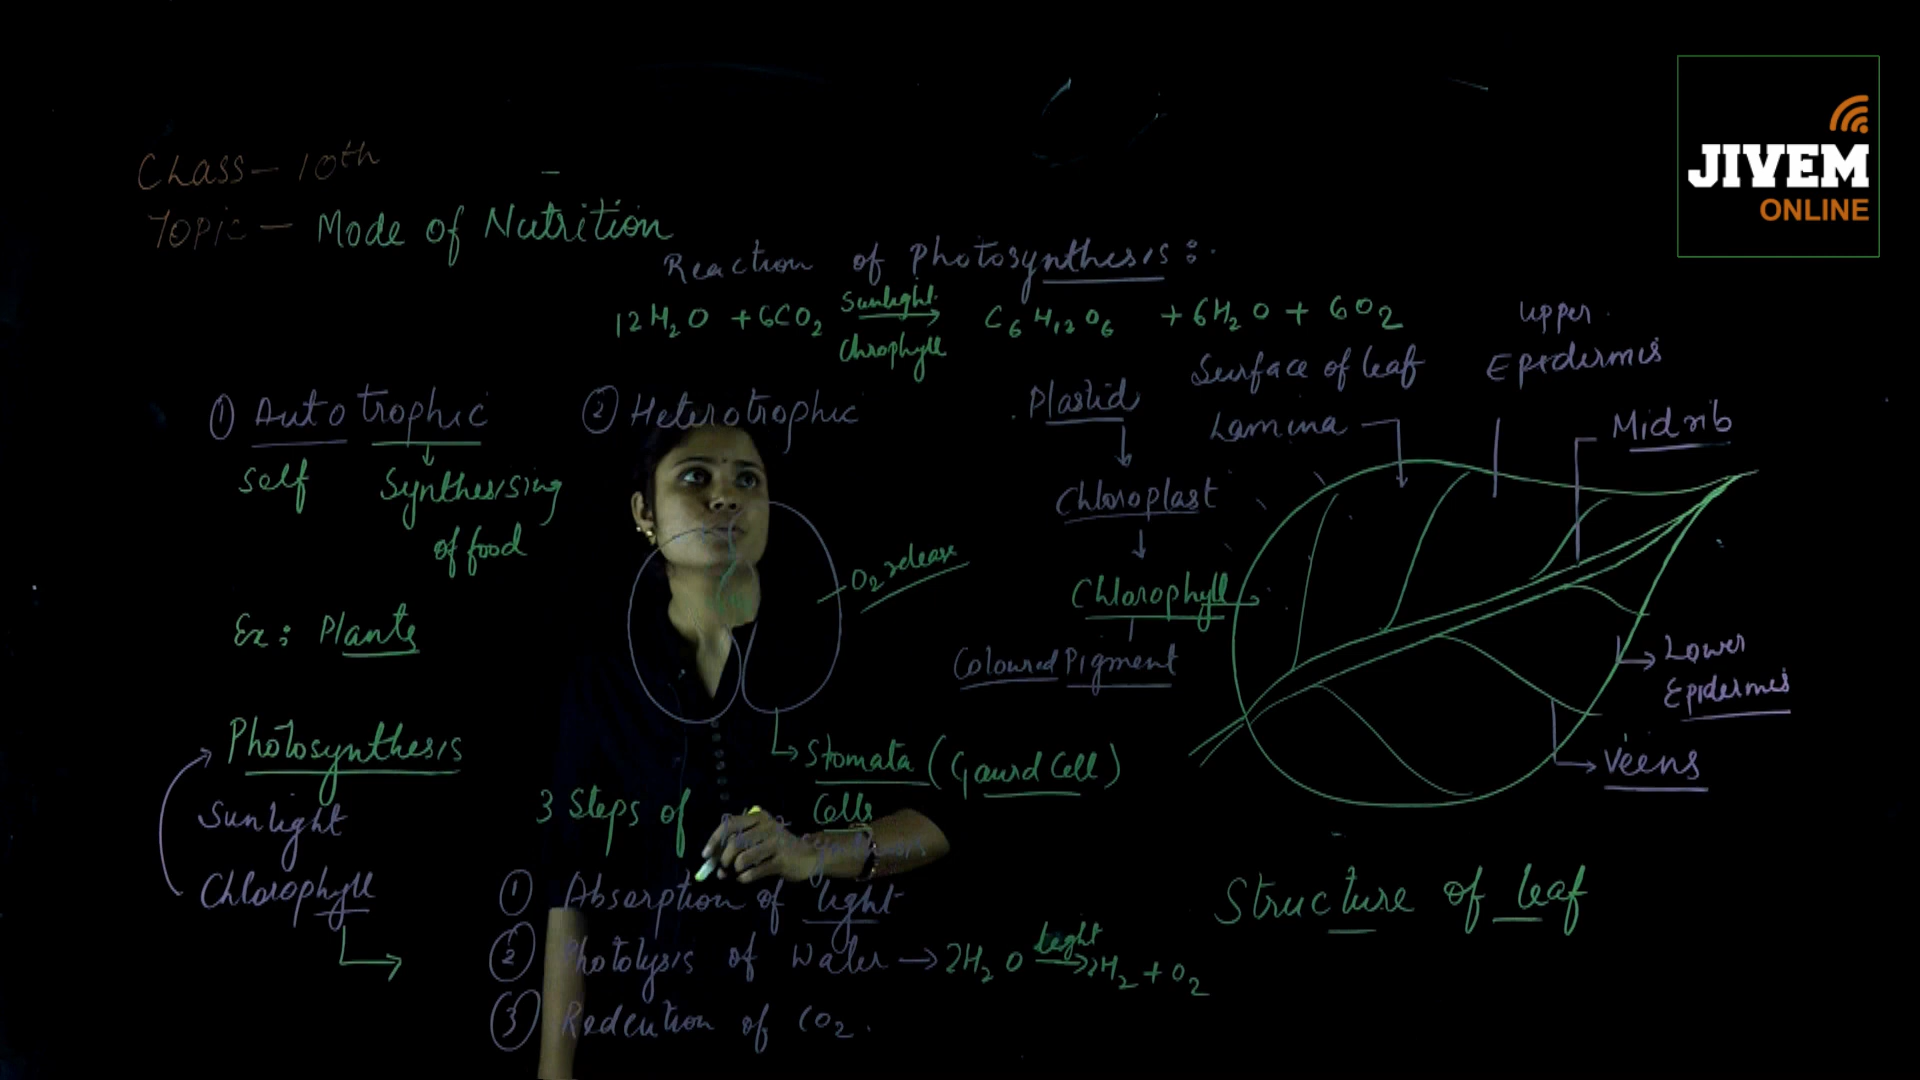 JIVEM
ONLINE
Class - 10th
Topic - Mode of Nutrition
Reaction of Photosynthesis :
12H₂O + 6CO₂ Sunlight → Chrophyll C₆H₁₂O₆ + 6H₂O + 6O₂
① Autotrophic
Self
Synthesising
of food
Ex: Plants
Photosynthesis
Sunlight
Chlorophyll
② Heterotrophic
O₂ release
Stomata (Gaurd Cell)
Cells
3 Steps of
① Absorption of light
② Photolysis of Water → 2H₂O light → 2H₂ + O₂
③ Reduction of CO₂.
Plastid
Chloroplast
Chlorophyll
Coloured Pigment
Surface of leaf
Lamina
Upper
Epidermis
Midrib
Lower
Epidermis
Veens
Structure of leaf